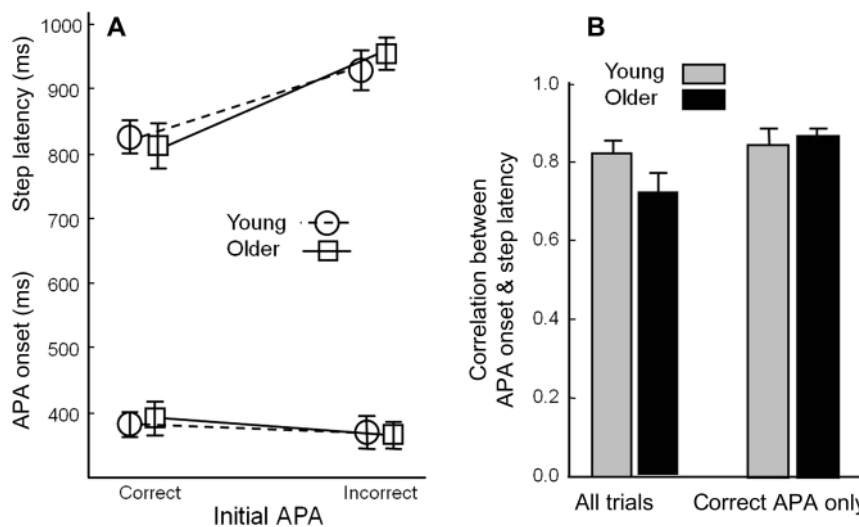 A
Step latency (ms)
APA onset (ms)
1000
900
800
700
600
500
400
Young
Older
Correct
Incorrect
Initial APA
B
Young
Older
Correlation between
APA onset & step latency
1.0
0.8
0.6
0.4
0.2
0.0
All trials
Correct APA only